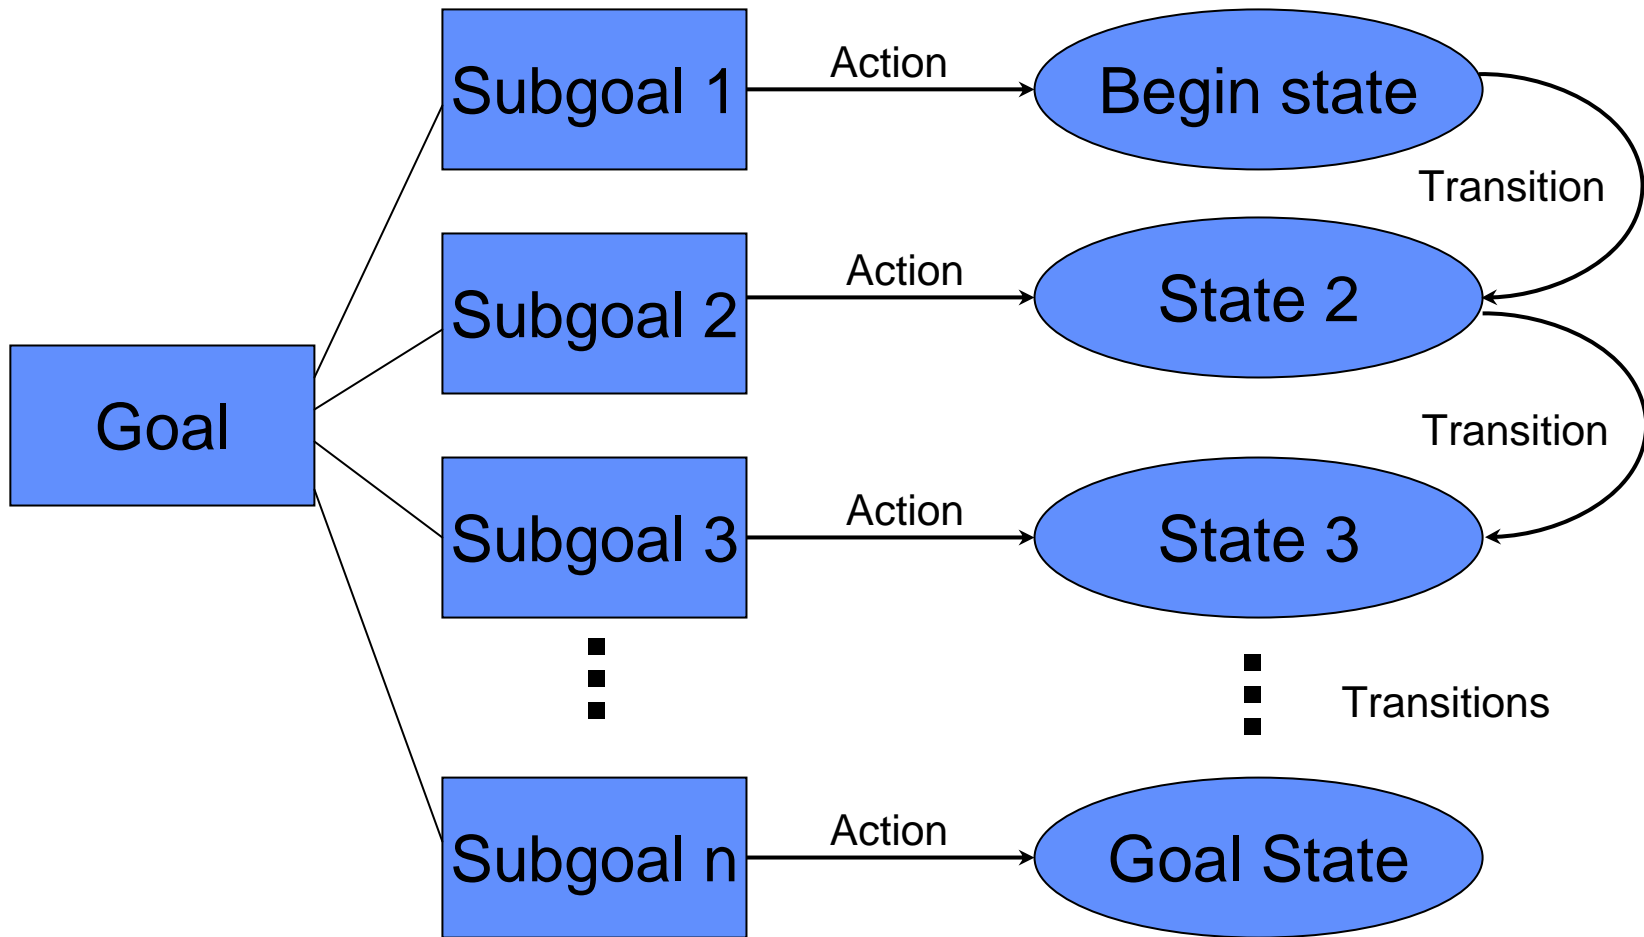 Subgoal 1
Action
Begin state
Transition
Subgoal 2
Action
State 2
Goal
Transition
Subgoal 3
Action
State 3
Transitions
Subgoal n
Action
Goal State